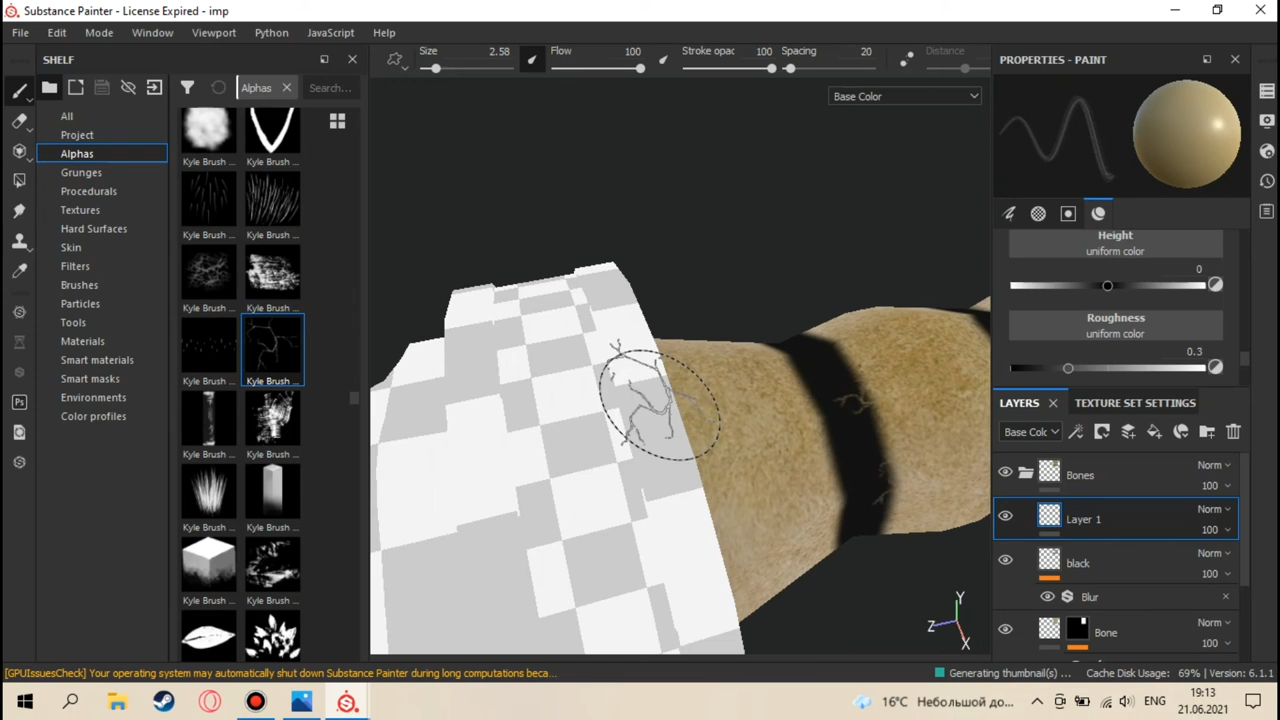 Substance Painter - License Expired - imp
File Edit Mode Window Viewport Python JavaScript Help
SHELF
Alphas
Search...
All
Project
Alphas
Grunges
Procedurals
Textures
Hard Surfaces
Skin
Filters
Brushes
Particles
Tools
Materials
Smart materials
Smart masks
Environments
Color profiles
Kyle Brush ... Kyle Brush ...
Kyle Brush ... Kyle Brush ...
Kyle Brush ... Kyle Brush ...
Kyle Brush ... Kyle Brush ...
Kyle Brush ... Kyle Brush ...
Kyle Brush ... Kyle Brush ...
Kyle Brush ... Kyle Brush ...
Size 2.58 Flow 100 Stroke opac 100 Spacing 20 Distance
Base Color
Y
Z
X
PROPERTIES - PAINT
Height
uniform color
0
Roughness
uniform color
0.3
LAYERS TEXTURE SET SETTINGS
Base Colc
Bones Norm
100
Layer 1 Norm
100
black Norm
100
Blur
Bone Norm
100
[GPUIssuesCheck] Your operating system may automatically shut down Substance Painter during long computations beca...
Generating thumbnail(s) ... Cache Disk Usage: 69% | Version: 6.1.1
Ps
16°C Небольшой до...
ENG
19:13
21.06.2021